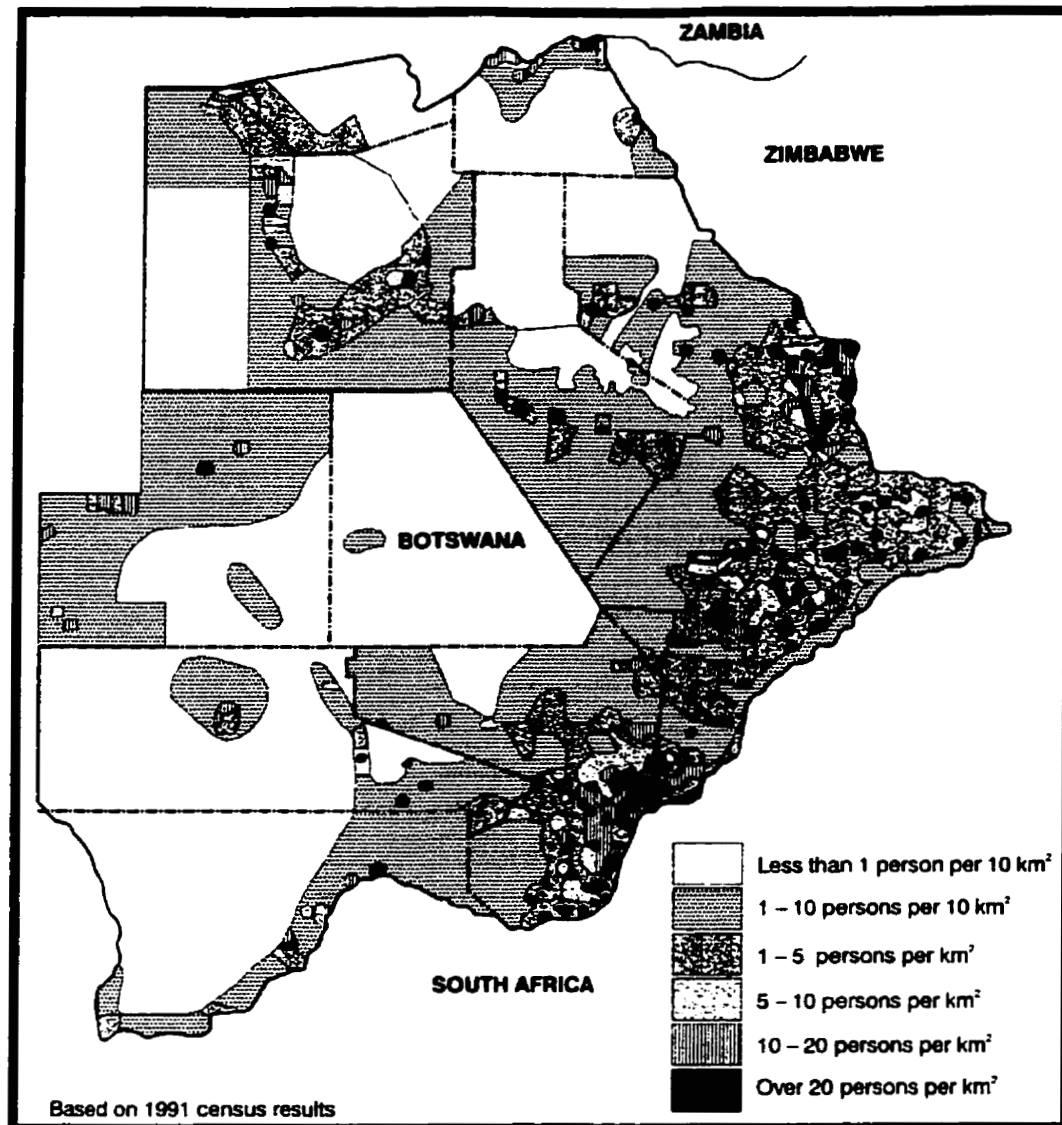 ZAMBIA
ZIMBABWE
BOTSWANA
SOUTH AFRICA
Less than 1 person per 10 km²
1 – 10 persons per 10 km²
1 – 5 persons per km²
5 – 10 persons per km²
10 – 20 persons per km²
Over 20 persons per km²
Based on 1991 census results